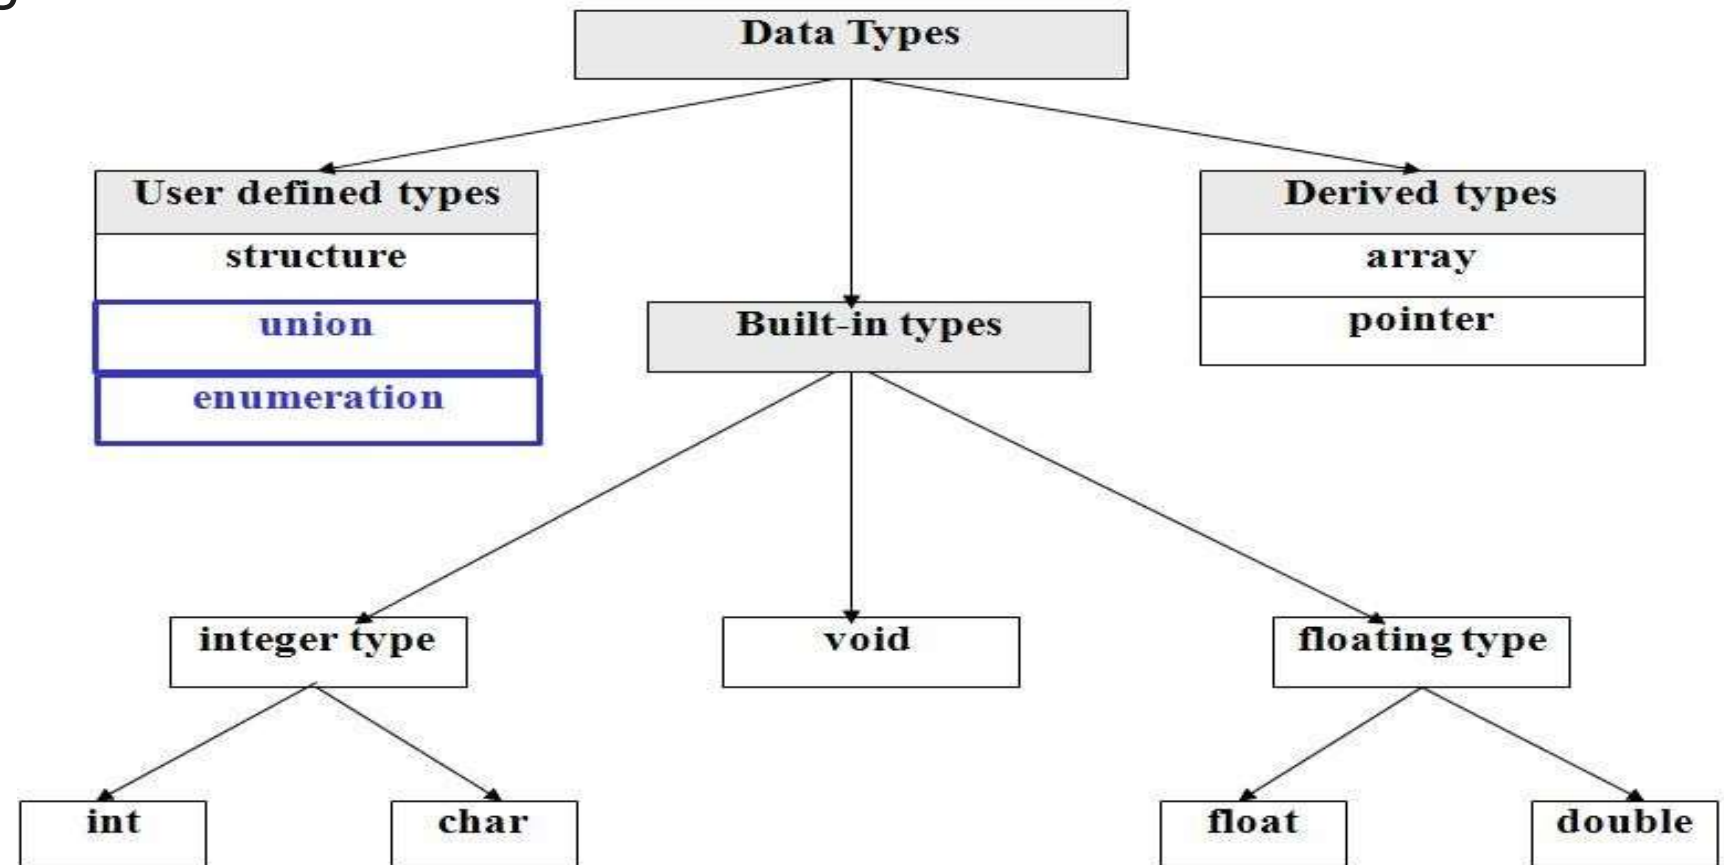 Data Types
User defined types
structure
union
enumeration
Built-in types
Derived types
array
pointer
integer type
void
floating type
int
char
float
double